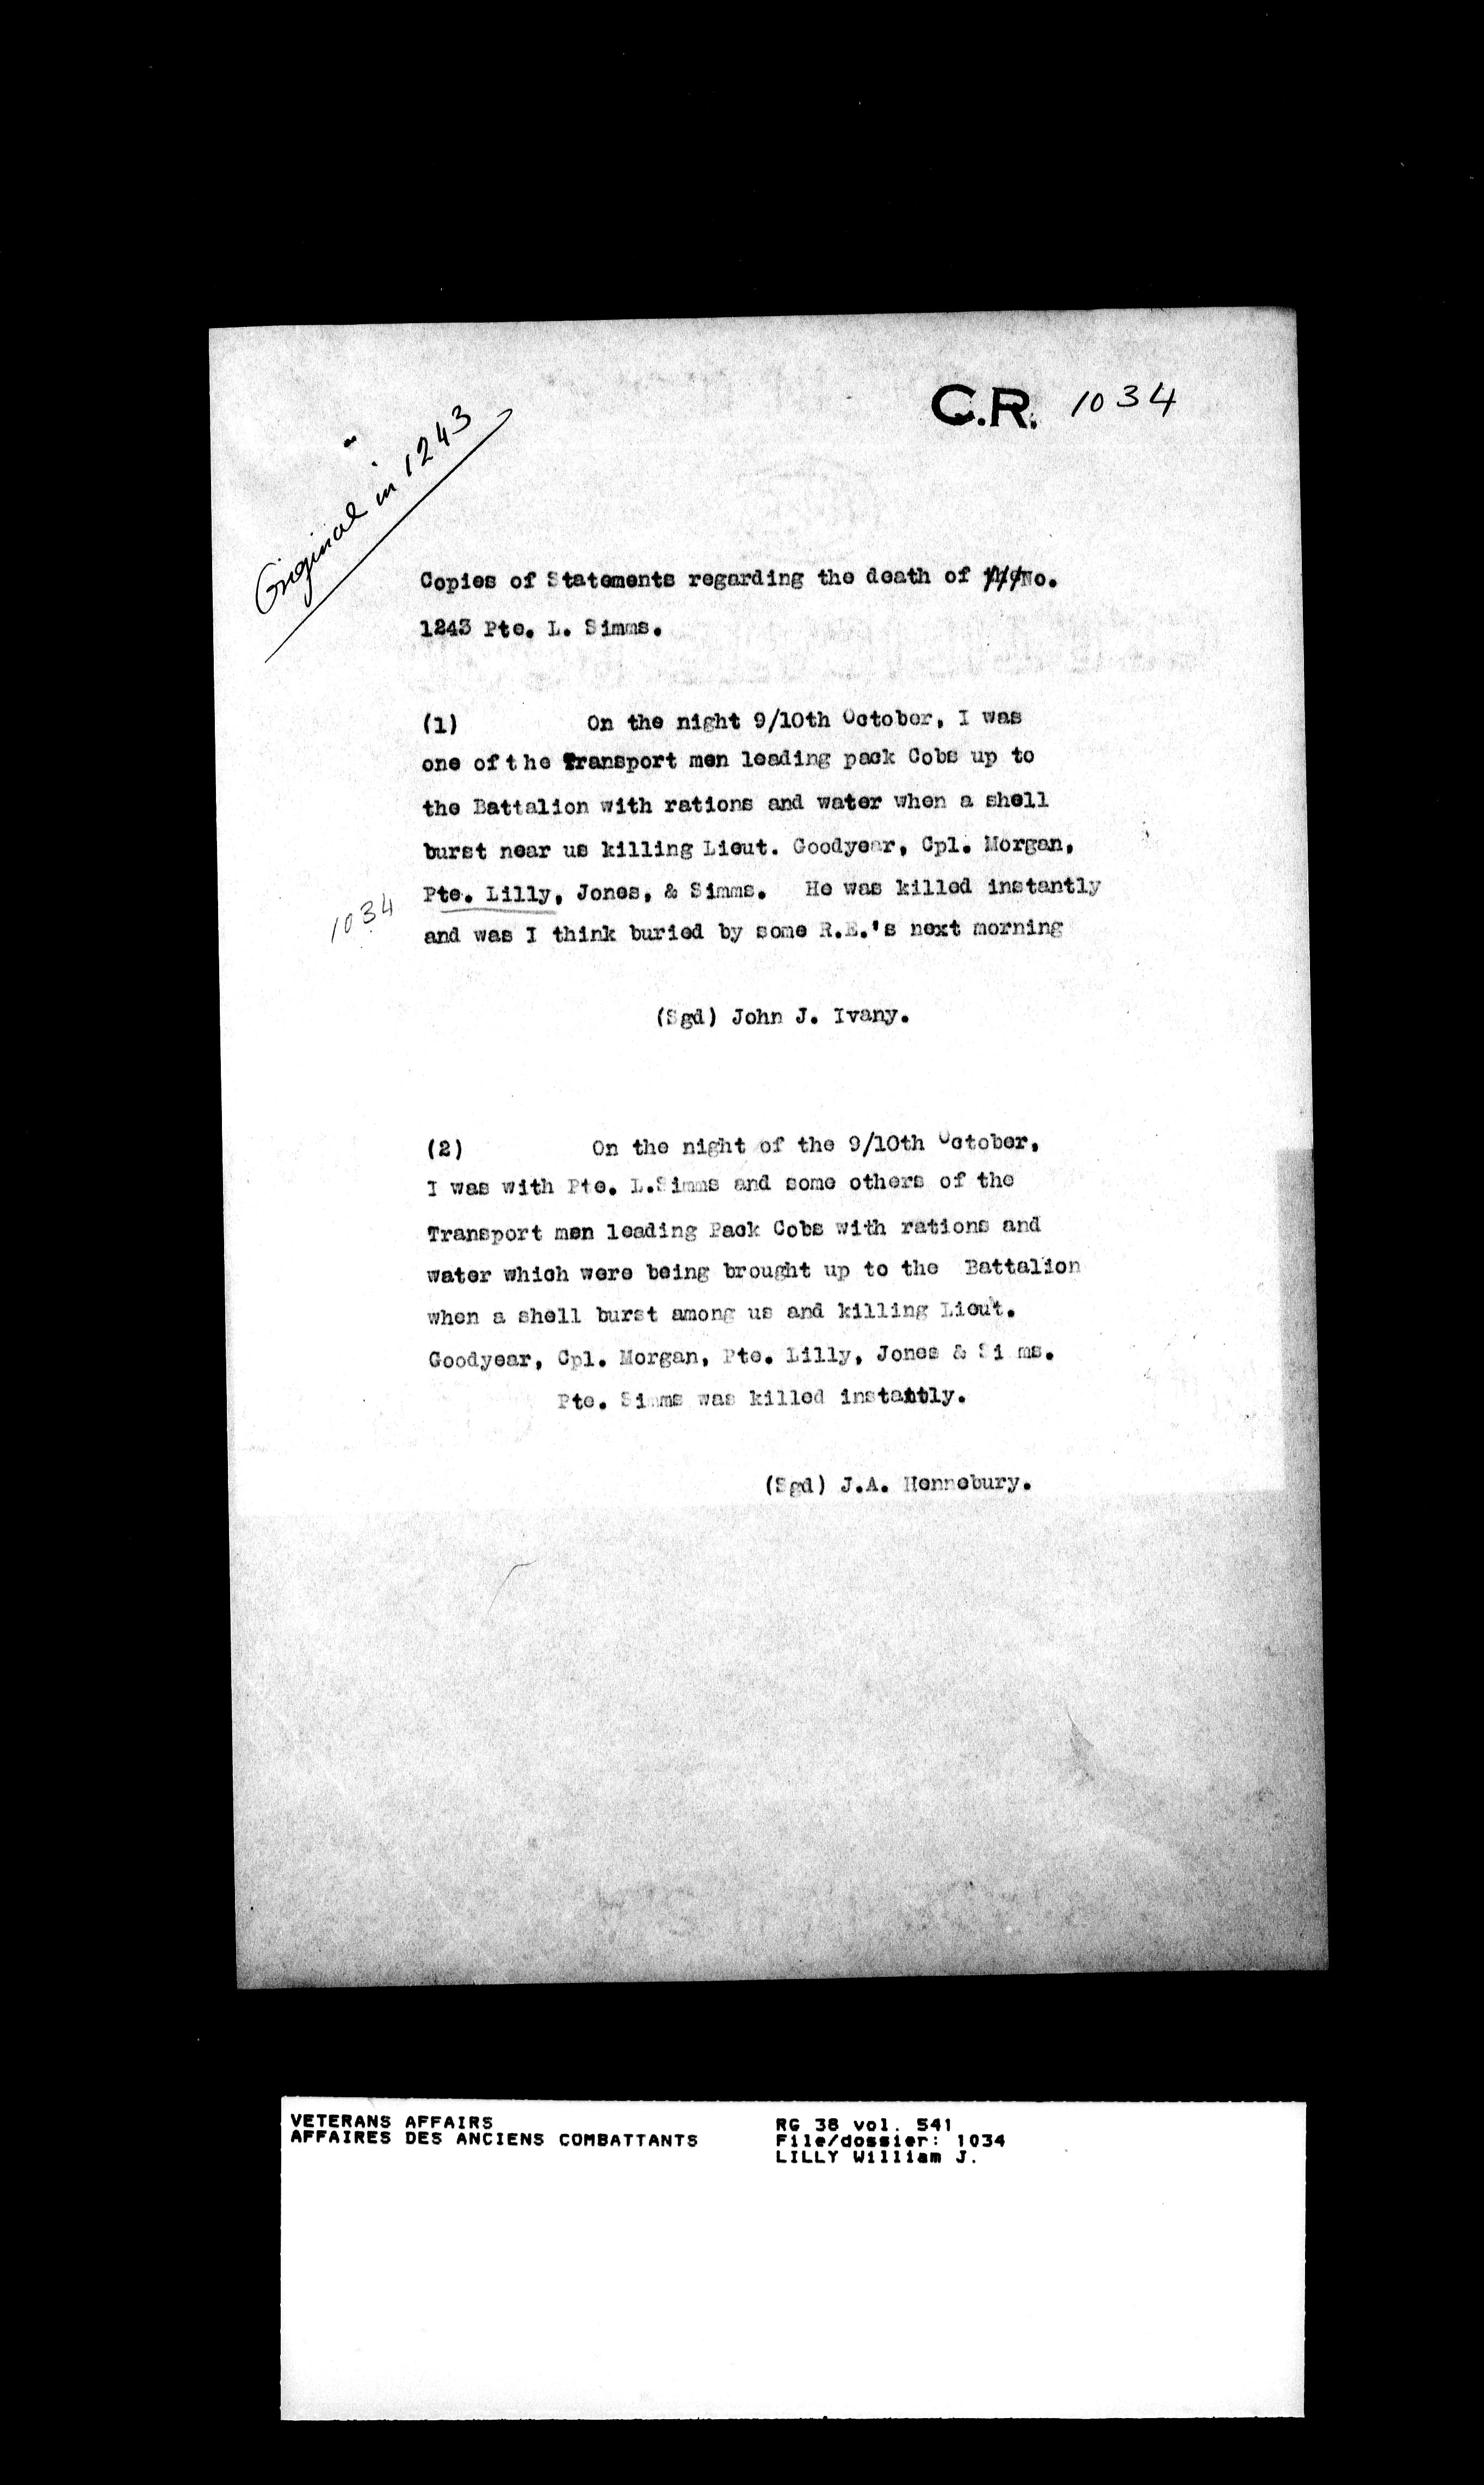 C.R. 1034
Original in 1243
Copies of Statements regarding the death of No.
1243 Pte. L. Simms.
(1) On the night 9/10th October, I was
one of the Transport men leading pack Cobs up to
the Battalion with rations and water when a shell
burst near us killing Lieut. Goodyear, Cpl. Morgan,
Pte. Lilly, Jones, & Simms. He was killed instantly
1034
and was I think buried by some R.E.'s next morning
(Sgd) John J. Ivany.
(2) On the night of the 9/10th October,
I was with Pte. L.Simms and some others of the
Transport men leading Pack Cobs with rations and
water which were being brought up to the Battalion
when a shell burst among us and killing Lieut.
Goodyear, Cpl. Morgan, Pte. Lilly, Jones & Si ms.
Pte. Simms was killed instantly.
(Sgd) J.A. Hennebury.
VETERANS AFFAIRS
AFFAIRES DES ANCIENS COMBATTANTS
RG 38 vol. 541
File/dossier: 1034
LILLY William J.